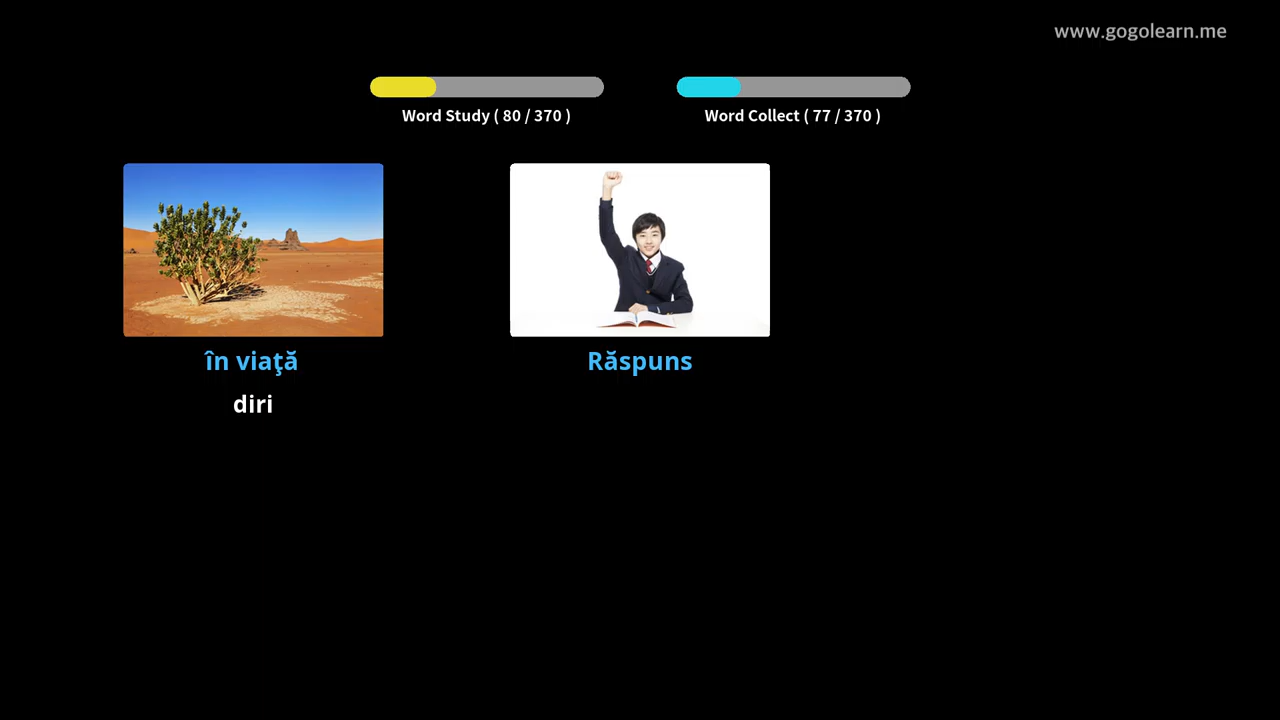 www.gogolearn.me
Word Study ( 80 / 370 )
Word Collect ( 77 / 370 )
în viaţă
Răspuns
diri